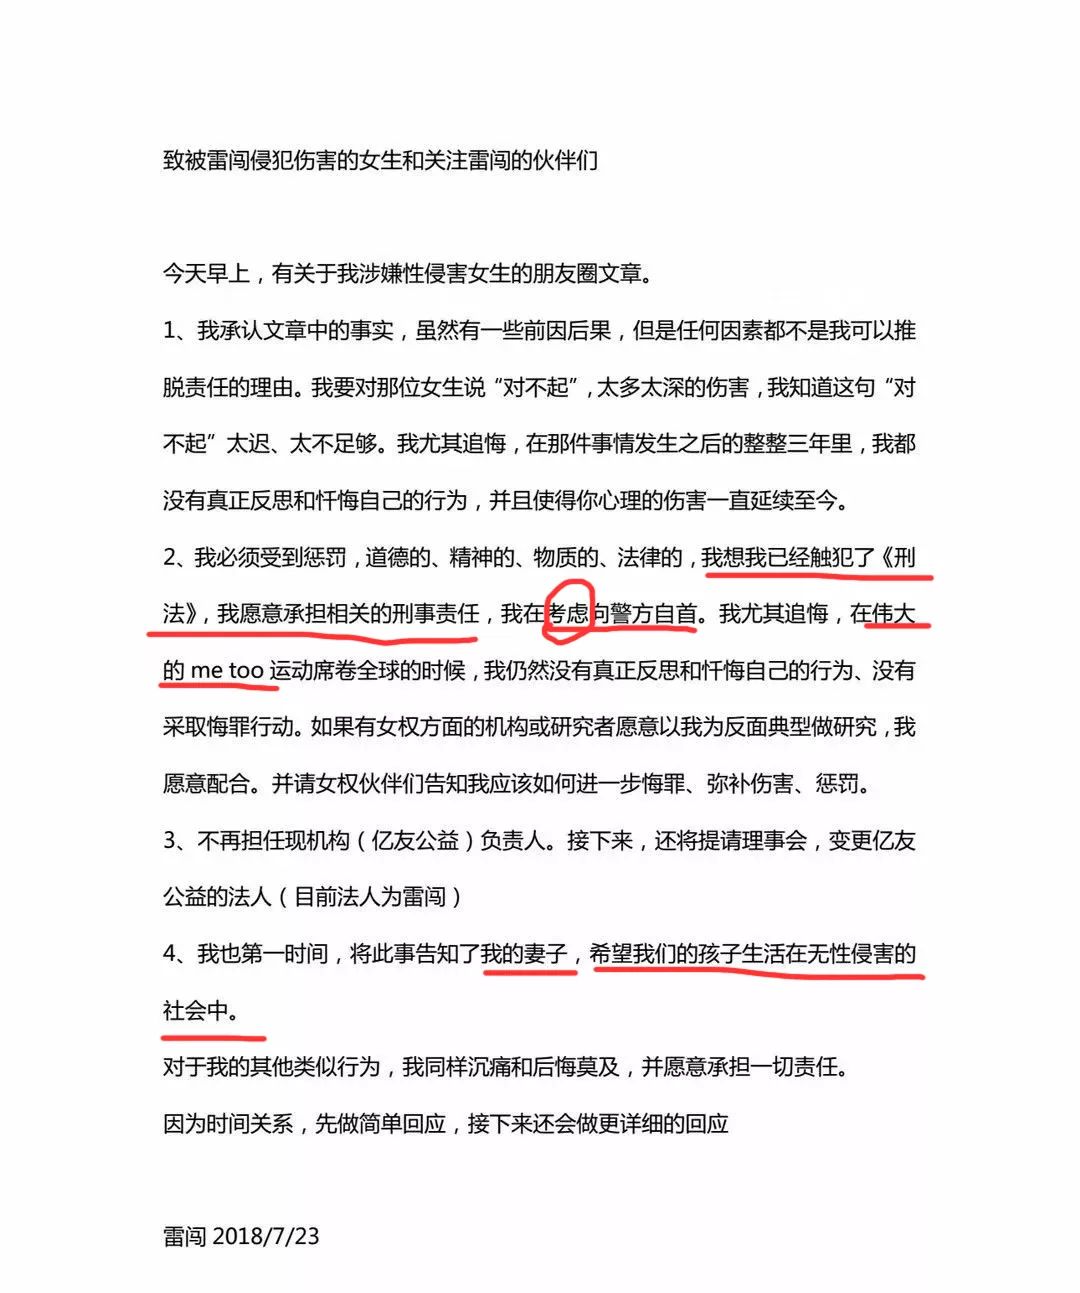 致被雷闯侵犯伤害的女生和关注雷闯的伙伴们
今天早上，有关于我涉嫌性侵害女生的朋友圈文章。
1、我承认文章中的事实，虽然有一些前因后果，但是任何因素都不是我可以推
脱责任的理由。我要对那位女生说“对不起”，太多太深的伤害，我知道这句“对
不起”太迟、太不足够。我尤其追悔，在那件事情发生之后的整整三年里，我都
没有真正反思和忏悔自己的行为，并且使得你心理的伤害一直延续至今。
2、我必须受到惩罚，道德的、精神的、物质的、法律的，我想我已经触犯了《刑
法》，我愿意承担相关的刑事责任，我在考虑向警方自首。我尤其追悔，在伟大
的 me too 运动席卷全球的时候，我仍然没有真正反思和忏悔自己的行为、没有
采取悔罪行动。如果有女权方面的机构或研究者愿意以我为反面典型做研究，我
愿意配合。并请女权伙伴们告知我应该如何进一步悔罪、弥补伤害、惩罚。
3、不再担任现机构（亿友公益）负责人。接下来，还将提请理事会，变更亿友
公益的法人（目前法人为雷闯）
4、我也第一时间，将此事告知了我的妻子，希望我们的孩子生活在无性侵害的
社会中。
对于我的其他类似行为，我同样沉痛和后悔莫及，并愿意承担一切责任。
因为时间关系，先做简单回应，接下来还会做更详细的回应
雷闯 2018/7/23